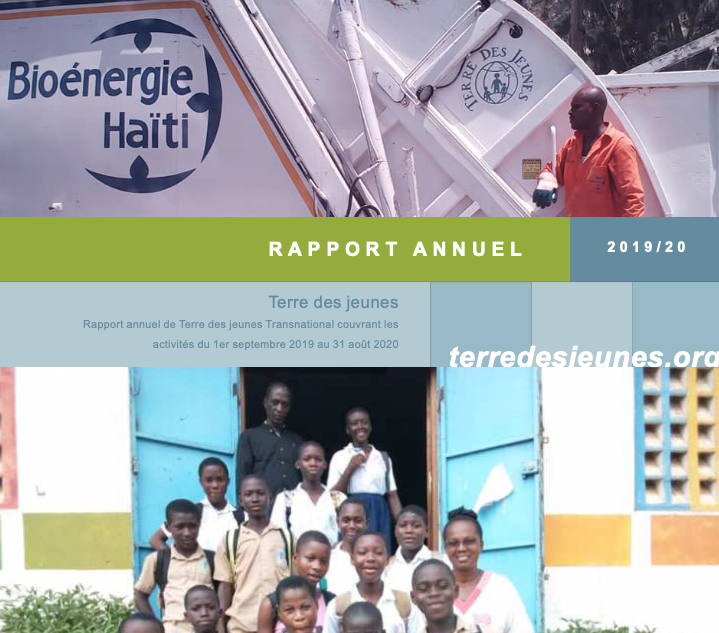 Bioénergie
Haïti
TERRE DES JEUNES
RAPPORT ANNUEL
2019/20
Terre des jeunes
Rapport annuel de Terre des jeunes Transnational couvrant les
activités du 1er septembre 2019 au 31 août 2020
terredesjeunes.org